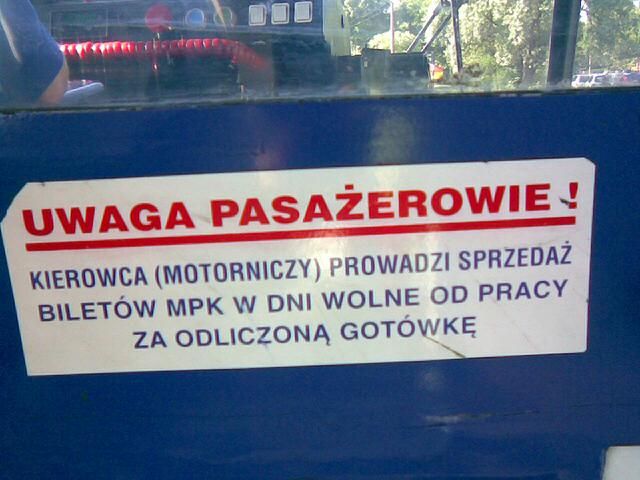 UWAGA PASAŻEROWIE !
KIEROWCA (MOTORNICZY) PROWADZI SPRZEDAŻ
BILETÓW MPK W DNI WOLNE OD PRACY
ZA ODLICZONĄ GOTÓWKĘ